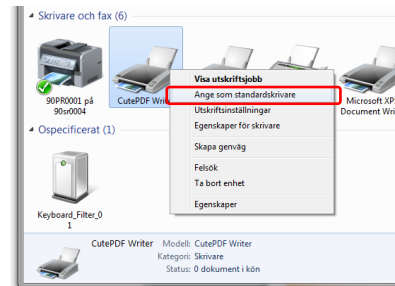 Skrivare och fax (6)
Visa utskriftsjobb
Ange som standardskrivare
Utskriftsinställningar
Egenskaper för skrivare
Skapa genväg
Felsök
Ta bort enhet
Egenskaper
90PR0001 på
90sr0004
CutePDF Writ
Microsoft XP
Document Wri
Ospecificerat (1)
Keyboard_Filter_0
1
CutePDF Writer Modell: CutePDF Writer
Kategori: Skrivare
Status: 0 dokument i kön